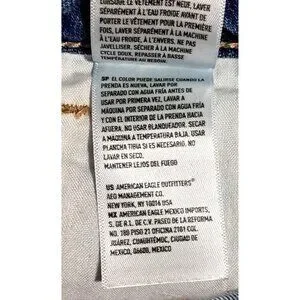 LORSQUE LE VÊTEMENT EST NEUF, LAVER
SÉPARÉMENT À L'EAU FROIDE AVANT DE
PORTER LE VÊTEMENT POUR LA PREMIÈRE
FOIS, LAVER SÉPARÉMENT À LA MACHINE
À L'EAU FROIDE, À L'ENVERS. NE PAS
JAVELLISER. SÉCHER À LA MACHINE
CYCLE DOUX. REPASSER À BASSE
TEMPÉRATURE AU BESOIN
SP EL COLOR PUEDE SALIRSE CUANDO LA
PRENDA ES NUEVA, LAVAR POR
SEPARADO CON AGUA FRÍA ANTES DE
USAR POR PRIMERA VEZ, LAVAR A
MÁQUINA POR SEPARADO CON AGUA FRÍA
Y CON EL INTERIOR DE LA PRENDA HACIA
AFUERA. NO USAR BLANQUEADOR. SECAR
A MÁQUINA A TEMPERATURA BAJA. USAR
PLANCHA TIBIA SI ES NECESARIO. NO
LAVAR EN SECO.
MANTENER LEJOS DEL FUEGO
US AMERICAN EAGLE OUTFITTERS®
AEO MANAGEMENT CO.
NEW YORK, NY 10016 USA
MX AMERICAN EAGLE MEXICO IMPORTS,
S. DE R.L. DE C.V. PASEO DE LA REFORMA
NO. 180 PISO 21 OFICINA 2101 COL
JUÁREZ, CUAUHTÉMOC, CIUDAD DE
MEXICO, 06600, MEXICO